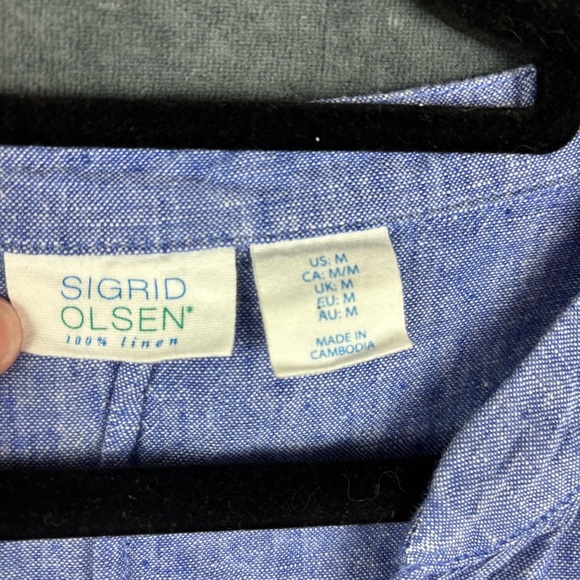 SIGRID
OLSEN®
100% linen
US: M
CA: M/M
UK: M
EU: M
AU: M
MADE IN
CAMBODIA